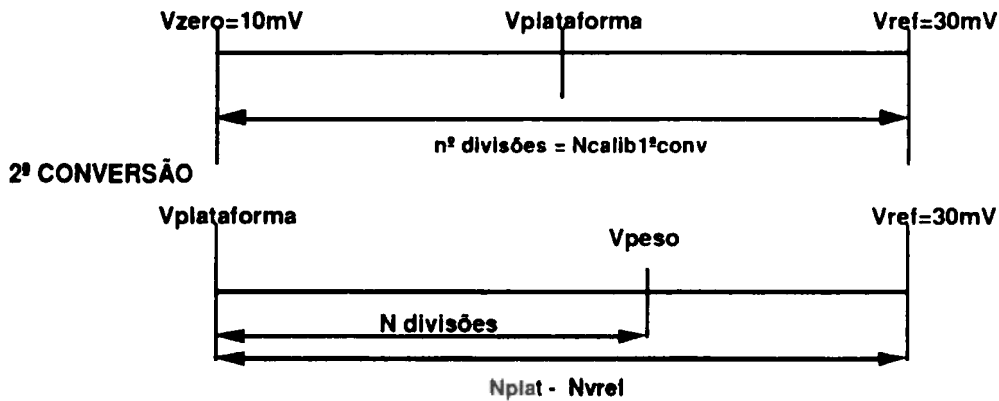 Vzero=10mV Vplataforma Vref=30mV
nº divisões = Ncalib1ªconv
2ª CONVERSÃO
Vplataforma Vref=30mV
Vpeso
N divisões
Nplat - Nvref